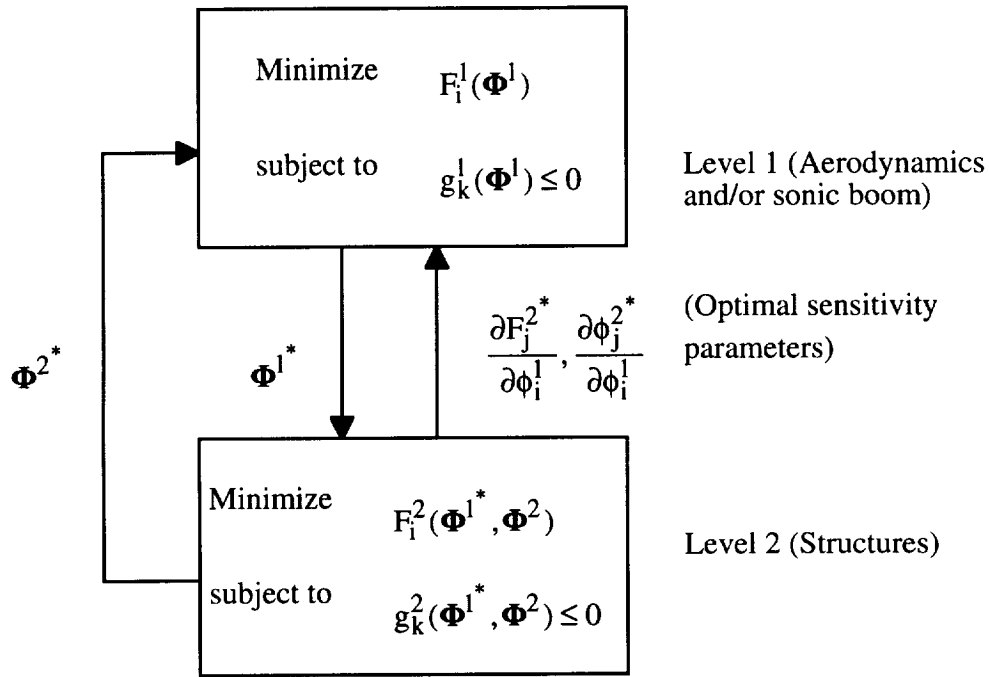 Minimize F_i^1(Φ^1)
subject to g_k^1(Φ^1) ≤ 0
Level 1 (Aerodynamics
and/or sonic boom)
Φ^2*
Φ^1*
∂F_j^2*/∂ϕ_i^1, ∂ϕ_j^2*/∂ϕ_i^1
(Optimal sensitivity
parameters)
Minimize F_i^2(Φ^1*, Φ^2)
subject to g_k^2(Φ^1*, Φ^2) ≤ 0
Level 2 (Structures)